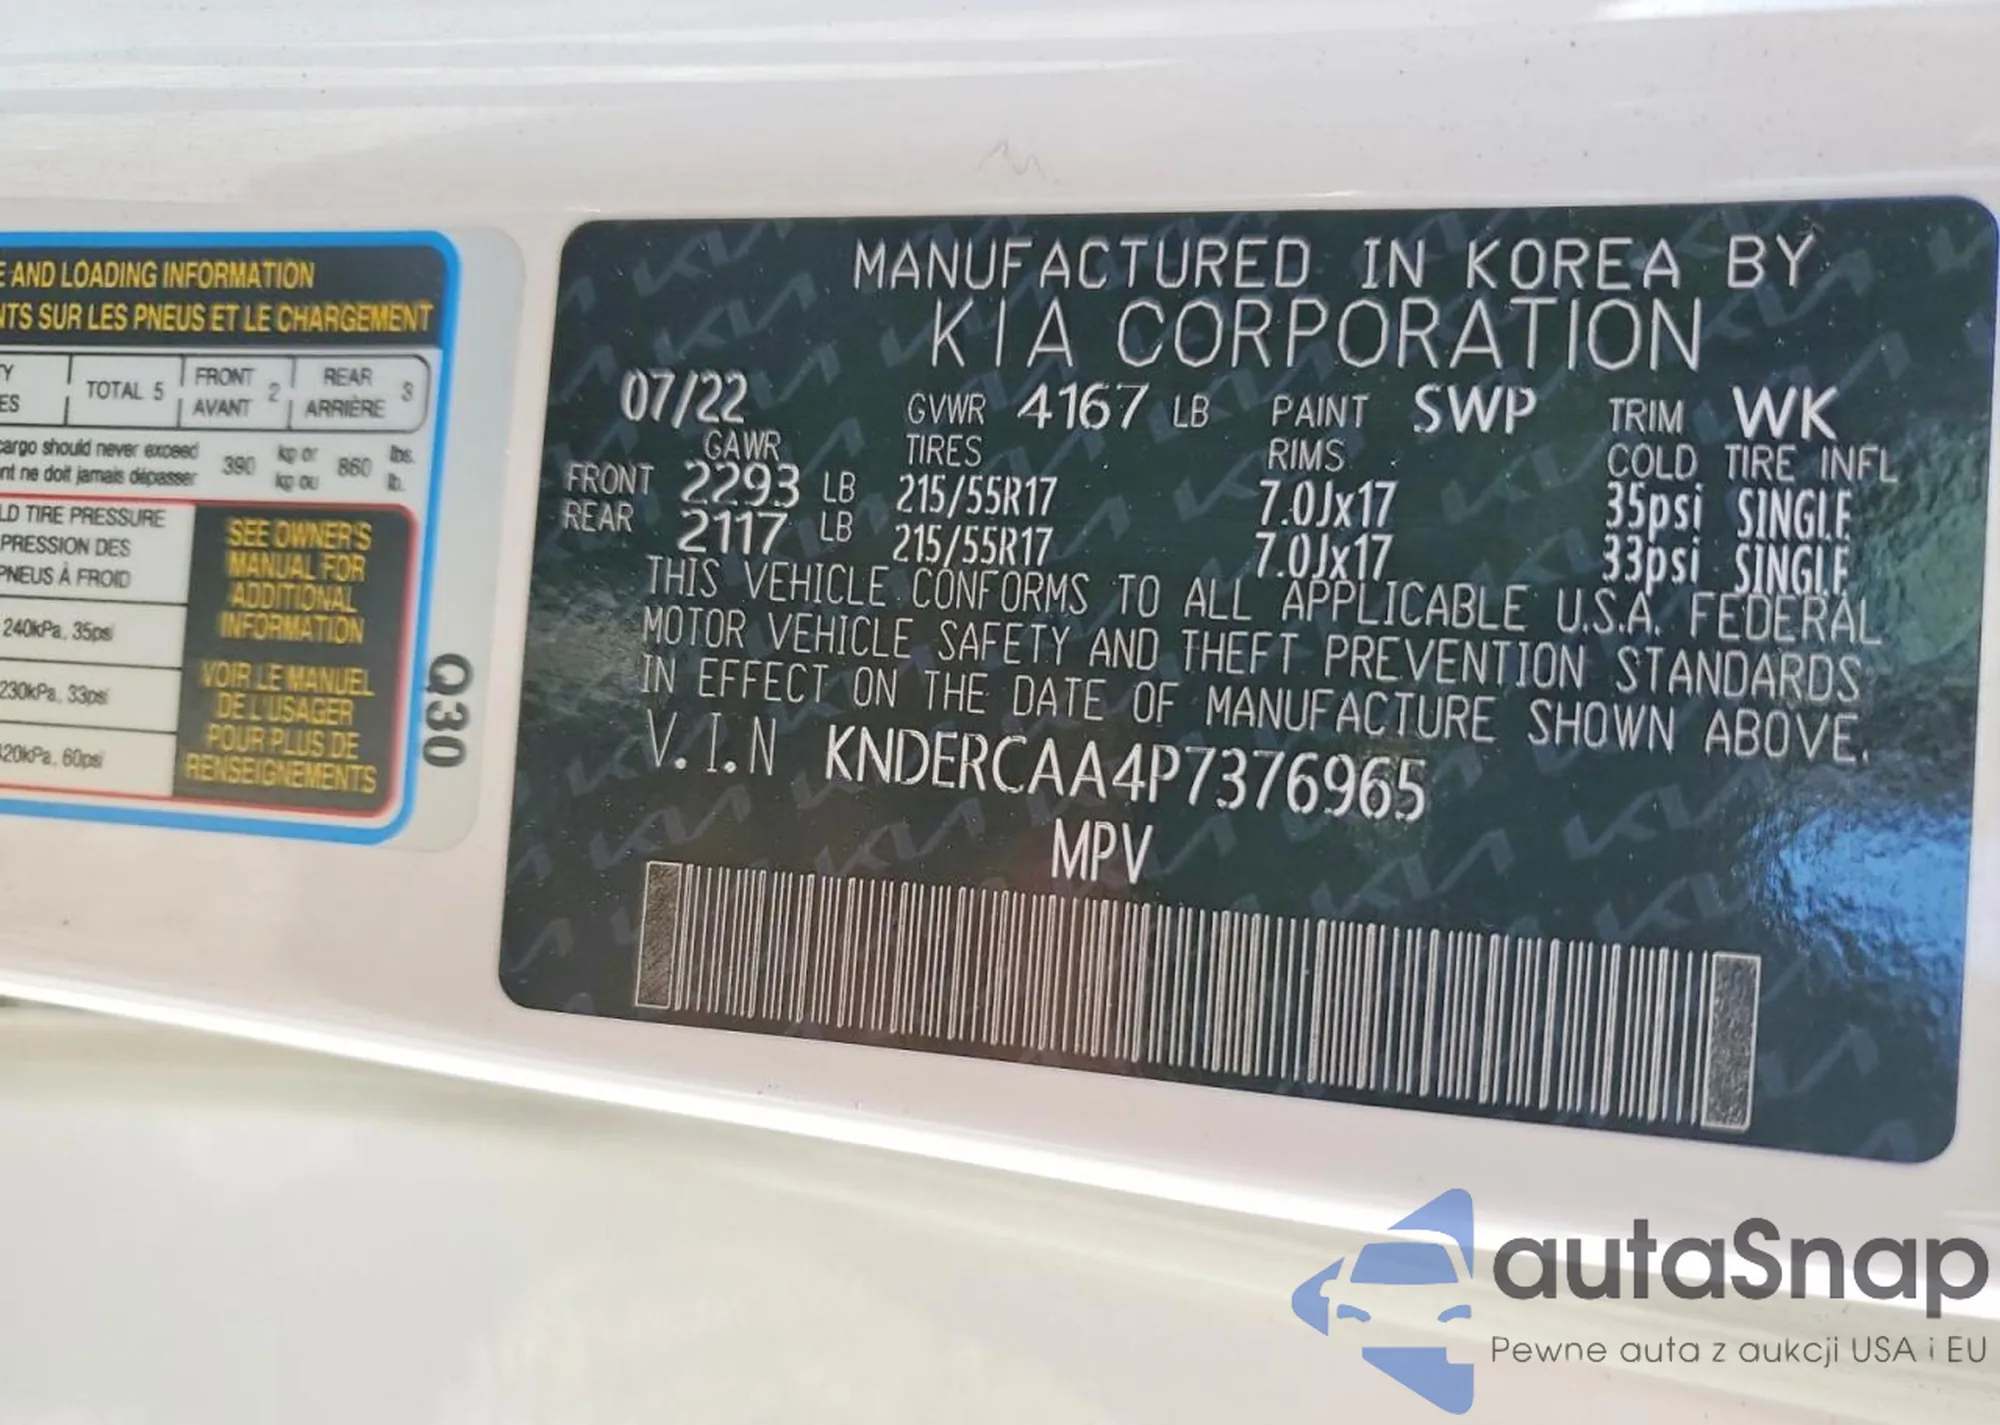 E AND LOADING INFORMATION
NTS SUR LES PNEUS ET LE CHARGEMENT
TY
ES
TOTAL 5
FRONT
AVANT
2
REAR
ARRIÈRE
3
cargo should never exceed
nt ne doit jamais dépasser
390
kg or
kg ou
860
lbs.
lb.
LD TIRE PRESSURE
PRESSION DES
PNEUS À FROID
240kPa, 35psi
230kPa, 33psi
420kPa, 60psi
SEE OWNER'S
MANUAL FOR
ADDITIONAL
INFORMATION
VOIR LE MANUEL
DE L'USAGER
POUR PLUS DE
RENSEIGNEMENTS
Q30
MANUFACTURED IN KOREA BY
KIA CORPORATION
07/22 GVWR 4167 LB PAINT SWP TRIM WK
GAWR TIRES RIMS COLD TIRE INFL
FRONT 2293 LB 215/55R17 7.0Jx17 35psi SINGLE
REAR 2117 LB 215/55R17 7.0Jx17 33psi SINGLE
THIS VEHICLE CONFORMS TO ALL APPLICABLE U.S.A. FEDERAL
MOTOR VEHICLE SAFETY AND THEFT PREVENTION STANDARDS
IN EFFECT ON THE DATE OF MANUFACTURE SHOWN ABOVE.
V.I.N KNDERCAA4P7376965
MPV
autaSnap
Pewne auta z aukcji USA i EU